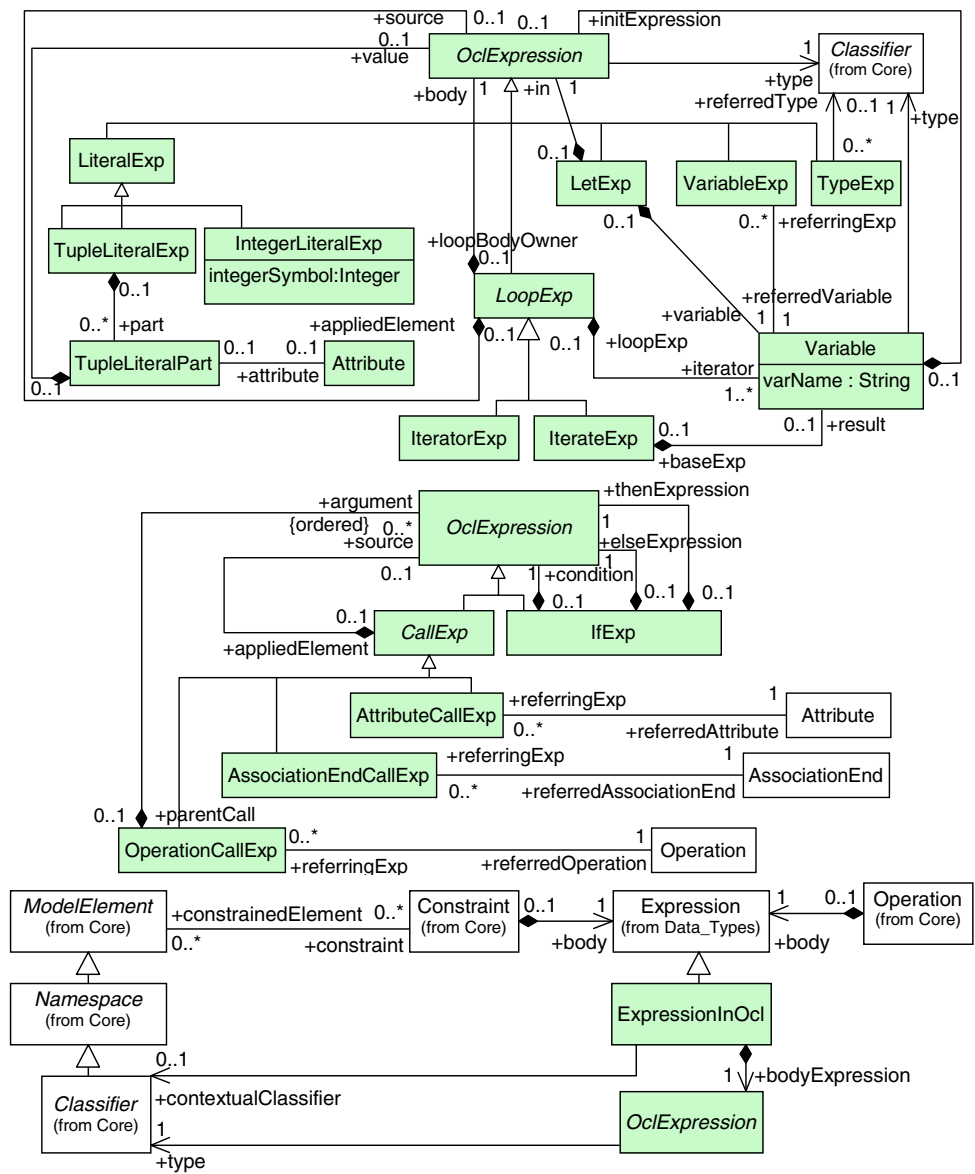 +source 0..1 0..1 +initExpression
0..1
+value
OclExpression
1
+type
Classifier
(from Core)
+body 1 +in 1
+referredType 0..1 1 +type
LiteralExp
0..1
LetExp
VariableExp
0..*
TypeExp
0..1
0..* +referringExp
TupleLiteralExp
IntegerLiteralExp
integerSymbol:Integer
+loopBodyOwner
0..1
LoopExp
0..1
0..* +part
+appliedElement
0..1 0..1
0..1 0..1
+loopExp
+variable 1 1
+referredVariable
TupleLiteralPart
+attribute
Attribute
+iterator
1..*
Variable
varName : String
0..1
0..1
IteratorExp
IterateExp
0..1
+baseExp
0..1 +result
+argument
{ordered} 0..*
+source
0..1
OclExpression
+thenExpression
1
+elseExpression
1
1 +condition
0..1 0..1 0..1
0..1
+appliedElement
CallExp
IfExp
AttributeCallExp
+referringExp
0..*
1
+referredAttribute
Attribute
AssociationEndCallExp
+referringExp
0..*
1
+referredAssociationEnd
AssociationEnd
0..1 +parentCall
OperationCallExp
0..*
+referringExp
1
+referredOperation
Operation
ModelElement
(from Core)
+constrainedElement 0..*
0..* +constraint
Constraint
(from Core)
0..1 1
+body
Expression
(from Data_Types)
1 0..1
+body
Operation
(from Core)
Namespace
(from Core)
ExpressionInOcl
0..1
+contextualClassifier
1 +bodyExpression
Classifier
(from Core)
1
+type
OclExpression